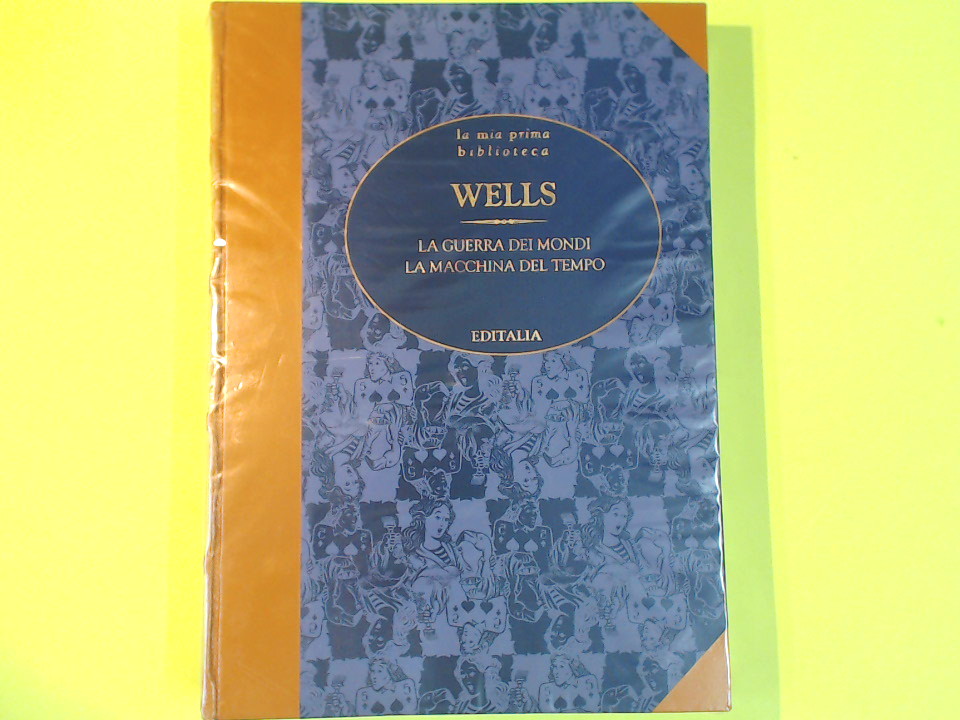 la mia prima
biblioteca
WELLS
LA GUERRA DEI MONDI
LA MACCHINA DEL TEMPO
EDITALIA